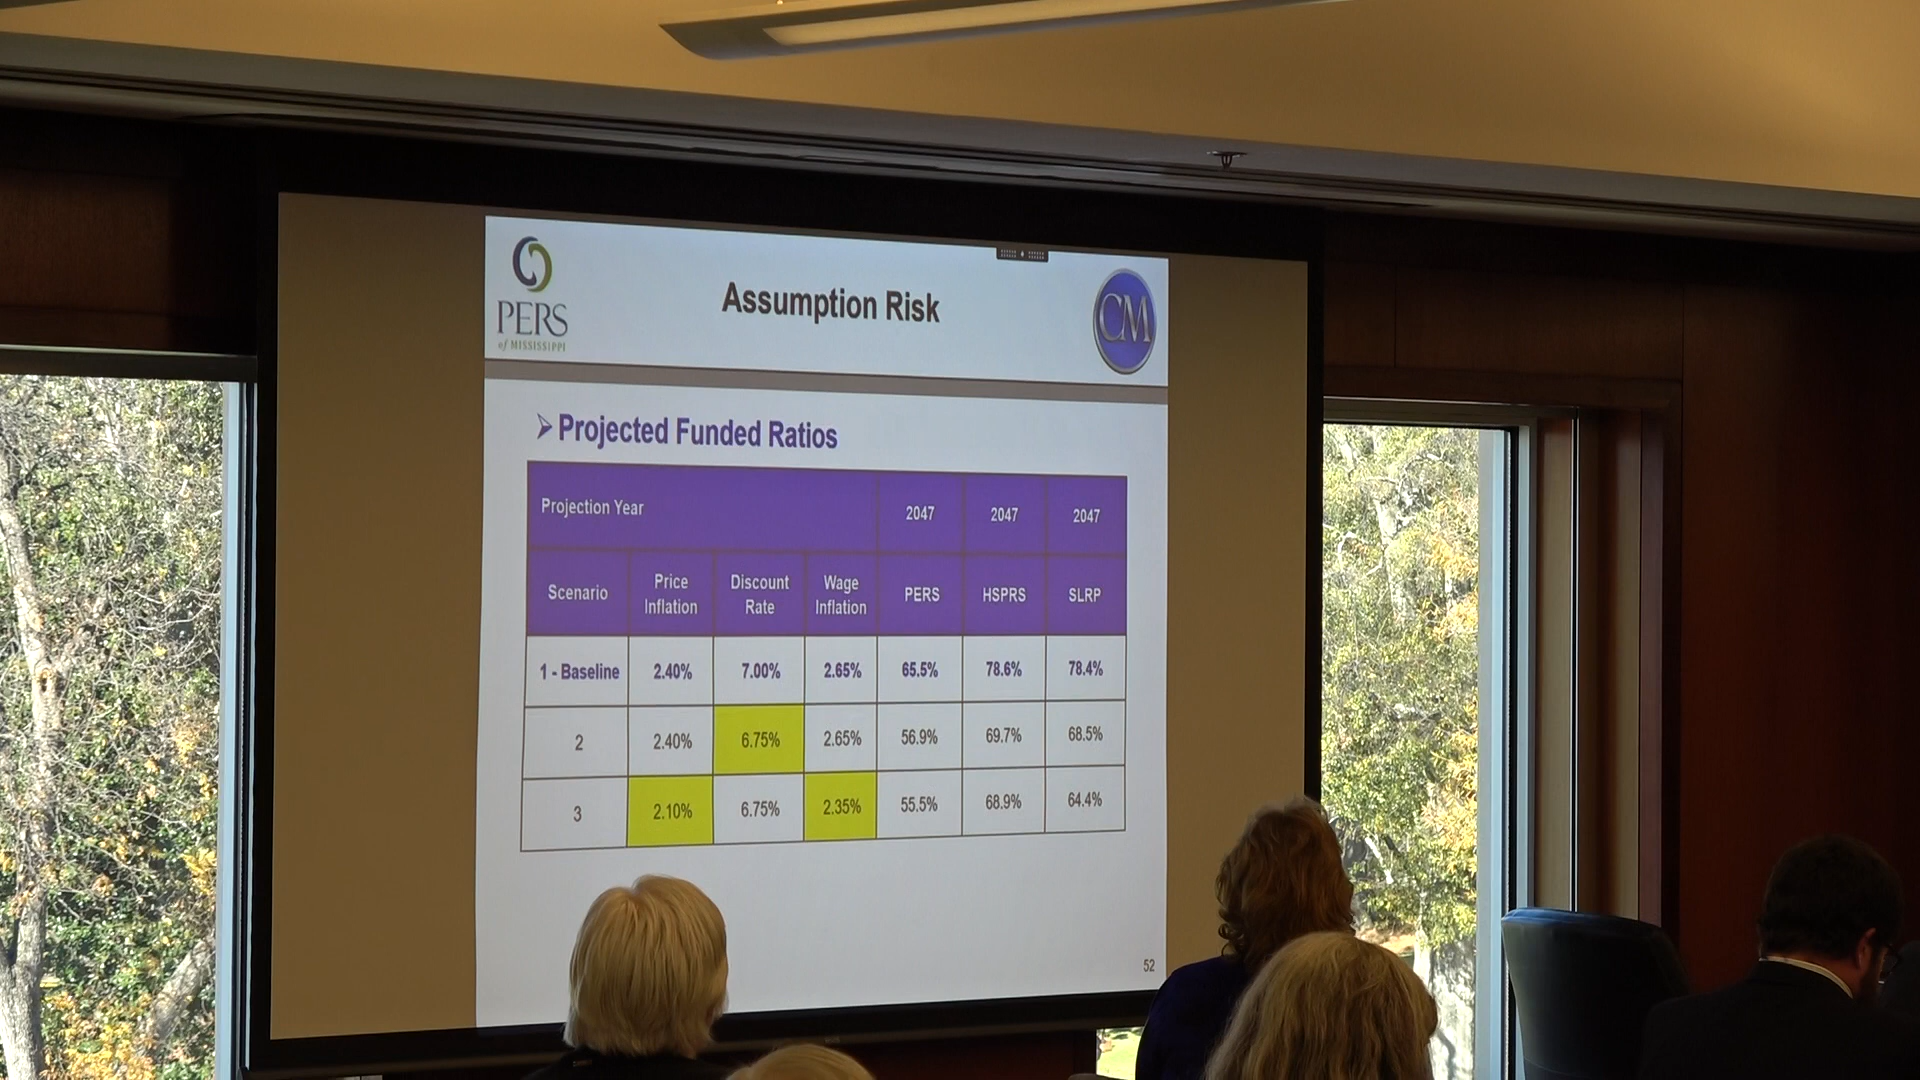 PERS
of MISSISSIPPI
Assumption Risk
CM
Projected Funded Ratios
Projection Year 2047 2047 2047
Scenario Price Inflation Discount Rate Wage Inflation PERS HSPRS SLRP
1 - Baseline 2.40% 7.00% 2.65% 65.5% 78.6% 78.4%
2 2.40% 6.75% 2.65% 56.9% 69.7% 68.5%
3 2.10% 6.75% 2.35% 55.5% 68.9% 64.4%
52